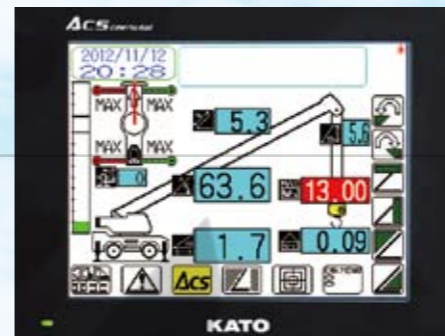 ACS
2012/11/12
20:28
MAX MAX
5.3
5.6
MAX MAX
0
63.6
13.00
1.7
0.09
ACS
KATO